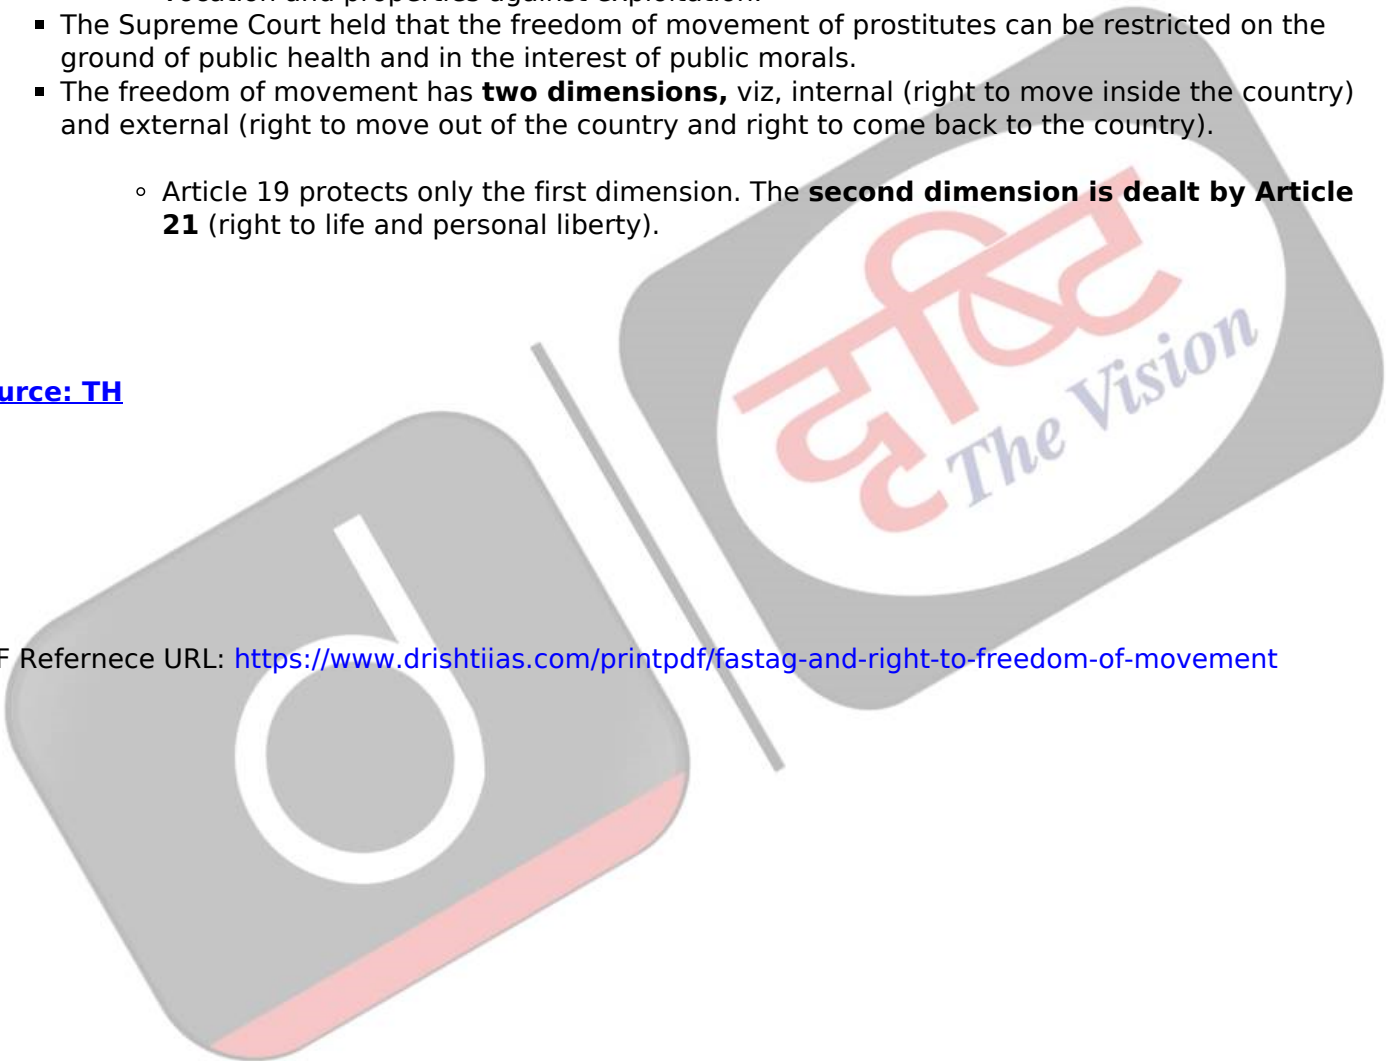 vocation and properties against exploitation.
▪ The Supreme Court held that the freedom of movement of prostitutes can be restricted on the
ground of public health and in the interest of public morals.
▪ The freedom of movement has two dimensions, viz, internal (right to move inside the country)
and external (right to move out of the country and right to come back to the country).
◦ Article 19 protects only the first dimension. The second dimension is dealt by Article
21 (right to life and personal liberty).
दृष्टि
The Vision
urce: TH
d
F Refernece URL: https://www.drishtiias.com/printpdf/fastag-and-right-to-freedom-of-movement